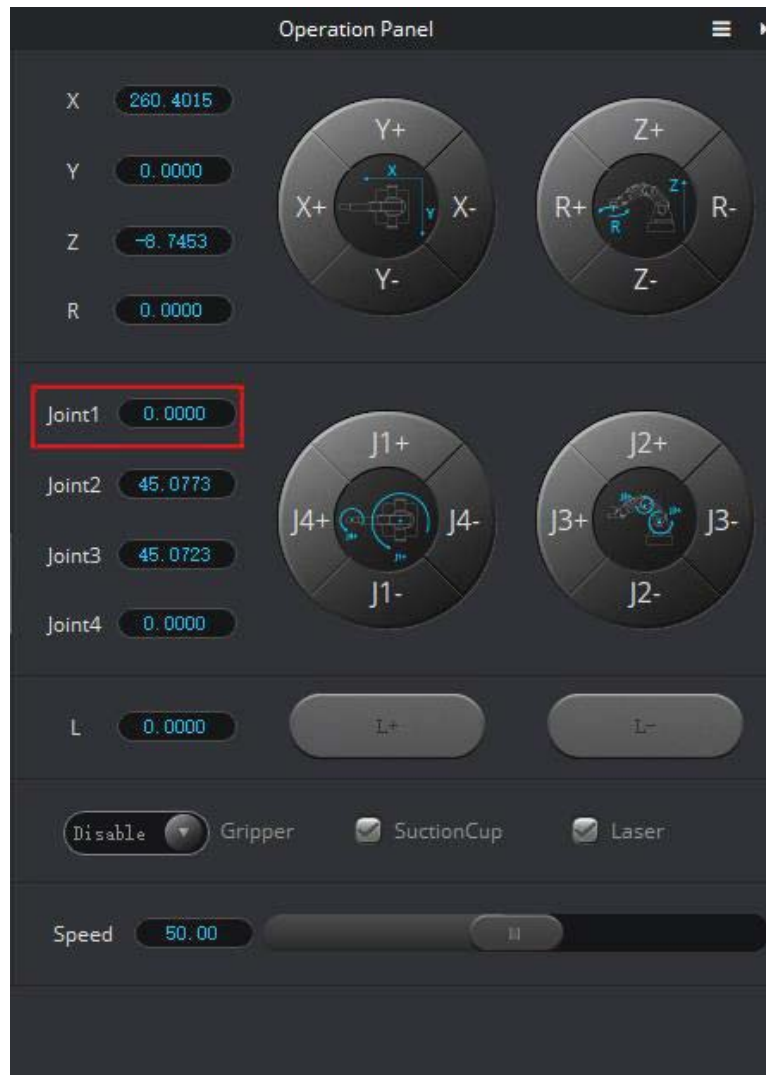 Operation Panel
X 260.4015
Y 0.0000
Z -8.7453
R 0.0000
Y+
X+ X-
Y-
X
Y
Z+
R+ R-
Z-
Z
R
Joint1 0.0000
Joint2 45.0773
Joint3 45.0723
Joint4 0.0000
J1+
J4+ J4-
J1-
J2+
J3+ J3-
J2-
L 0.0000 L+ L-
Disable Gripper SuctionCup Laser
Speed 50.00